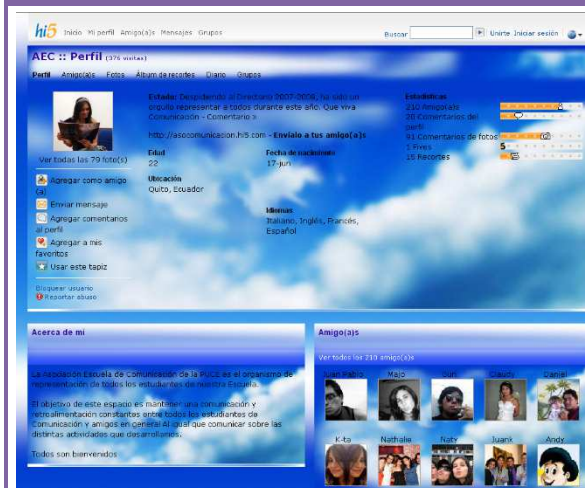 hi5 Inicio Mi perfil Amigo(a)s Mensajes Grupos
Buscar
Unirte Iniciar sesión
AEC :: Perfil (376 visitas)
Perfil Amigo(a)s Fotos Álbum de recortes Diario Grupos
Estado: Despidiendo al Directorio 2007-2008, ha sido un
orgullo representar a todos durante este año. Que viva
Comunicación - Comentario >
http://asocomunicacion.hi5.com - Envíalo a tus amigo(a)s
Edad
22
Fecha de nacimiento
17-jun
Ubicación
Quito, Ecuador
Idiomas
Italiano, Inglés, Francés,
Español
Estadísticas
210 Amigo(a)s
26 Comentarios del
perfil
91 Comentarios de fotos
1 Fives
15 Recortes
Ver todas las 79 foto(s)
Agregar como amigo
(a)
Enviar mensaje
Agregar comentarios
al perfil
Agregar a mis
favoritos
Usar este tapiz
Bloquear usuario
Reportar abuso
Acerca de mi
La Asociación Escuela de Comunicación de la PUCE es el organismo de
representación de todos los estudiantes de nuestra Escuela.
El objetivo de este espacio es mantener una comunicación y
retroalimentación constantes entre todos los estudiantes de
Comunicación y amigos en general Al igual que comunicar sobre las
distintas actividades que desarrollarios.
Todos son bienvenidos
Amigo(a)s
Ver todos los 210 amigo(a)s
Juan Pablo Majo Claudy Daniel
K-ta Nathalie Naty Juank Andy